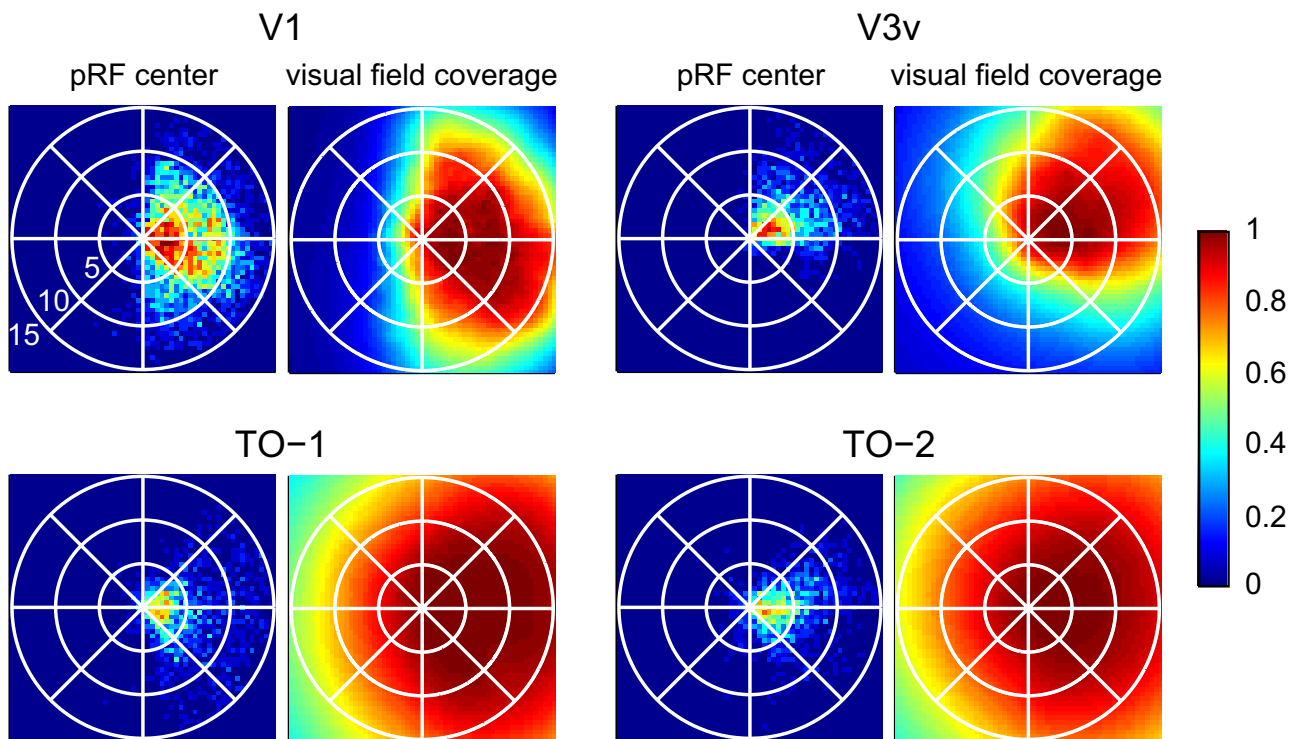 V1
V3v
pRF center
visual field coverage
pRF center
visual field coverage
5
10
15
1
0.8
0.6
0.4
0.2
0
TO−1
TO−2